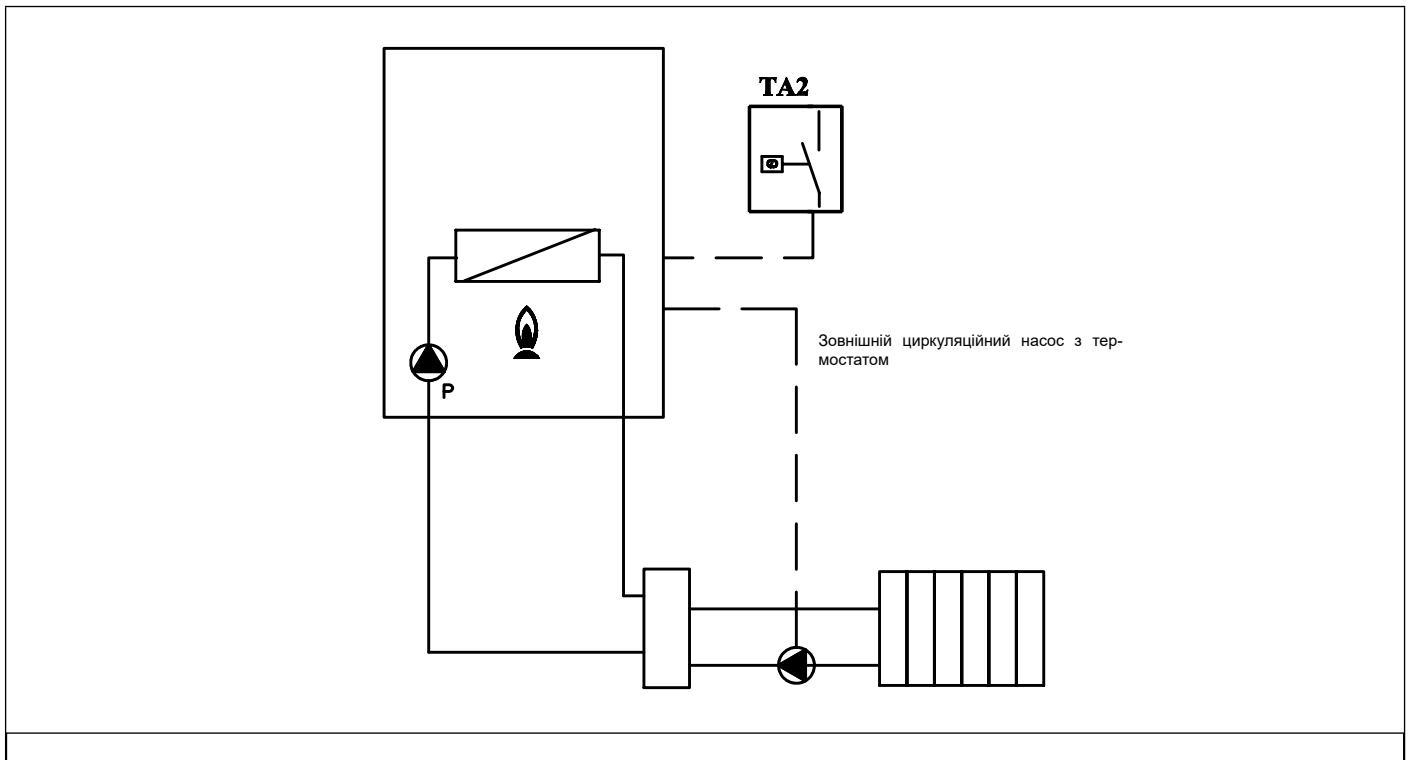 TA2
Зовнішній циркуляційний насос з тер-
мостатом
P